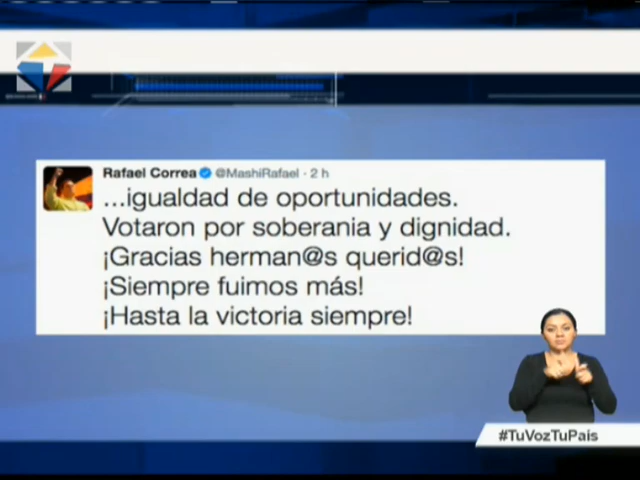 Rafael Correa @MashiRafael · 2 h
...igualdad de oportunidades.
Votaron por soberania y dignidad.
¡Gracias herman@s querid@s!
¡Siempre fuimos más!
¡Hasta la victoria siempre!
#TuVozTuPaís